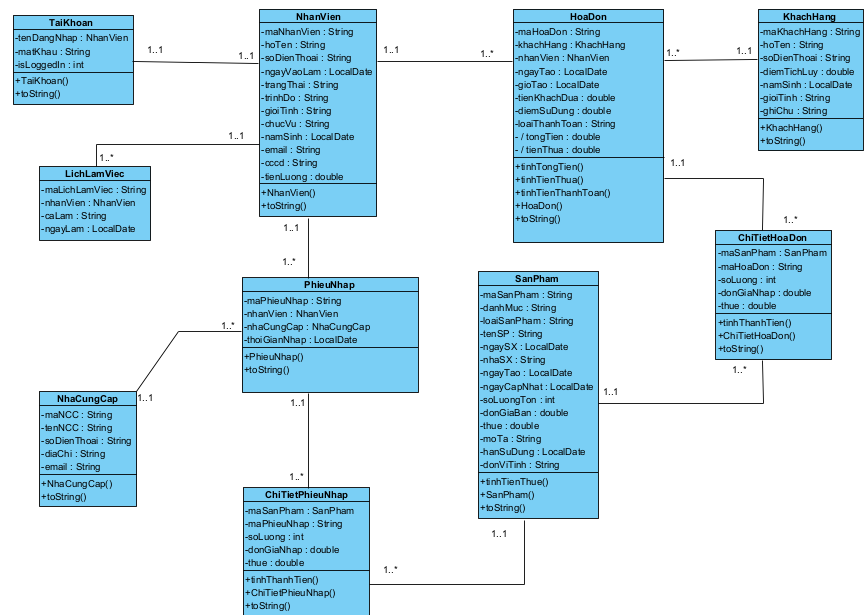 TaiKhoan
-tenDangNhap : NhanVien
-matKhau : String
-isLoggedIn : int
+TaiKhoan()
+toString()
1..1
1..1
NhanVien
-maNhanVien : String
-hoTen : String
-soDienThoai : String
-ngayVaoLam : LocalDate
-trangThai : String
-trinhDo : String
-gioiTinh : String
-chucVu : String
-namSinh : LocalDate
-email : String
-cccd : String
-tienLuong : double
+NhanVien()
+toString()
1..1
1..*
HoaDon
-maHoaDon : String
-khachHang : KhachHang
-nhanVien : NhanVien
-ngayTao : LocalDate
-gioTao : LocalDate
-tienKhachDua : double
-diemSuDung : double
-loaiThanhToan : String
- / tongTien : double
- / tienThua : double
+tinhTongTien()
+tinhTienThua()
+tinhTienThanhToan()
+HoaDon()
+toString()
1..*
1..1
KhachHang
-maKhachHang : String
-hoTen : String
-soDienThoai : String
-diemTichLuy : double
-namSinh : LocalDate
-gioiTinh : String
-ghiChu : String
+KhachHang()
+toString()
1..1
1..*
LichLamViec
-maLichLamViec : String
-nhanVien : NhanVien
-caLam : String
-ngayLam : LocalDate
1..1
1..*
1..1
1..*
ChiTietHoaDon
-maSanPham : SanPham
-maHoaDon : String
-soLuong : int
-donGiaNhap : double
-thue : double
+tinhThanhTien()
+ChiTietHoaDon()
+toString()
1..*
1..1
PhieuNhap
-maPhieuNhap : String
-nhanVien : NhanVien
-nhaCungCap : NhaCungCap
-thoiGianNhap : LocalDate
+PhieuNhap()
+toString()
1..*
1..1
SanPham
-maSanPham : String
-danhMuc : String
-loaiSanPham : String
-tenSP : String
-ngaySX : LocalDate
-nhaSX : String
-ngayTao : LocalDate
-ngayCapNhat : LocalDate
-soLuongTon : int
-donGiaBan : double
-thue : double
-moTa : String
-hanSuDung : LocalDate
-donViTinh : String
+tinhTienThue()
+SanPham()
+toString()
NhaCungCap
-maNCC : String
-tenNCC : String
-soDienThoai : String
-diaChi : String
-email : String
+NhaCungCap()
+toString()
1..1
1..*
ChiTietPhieuNhap
-maSanPham : SanPham
-maPhieuNhap : String
-soLuong : int
-donGiaNhap : double
-thue : double
+tinhThanhTien()
+ChiTietPhieuNhap()
+toString()
1..1
1..*